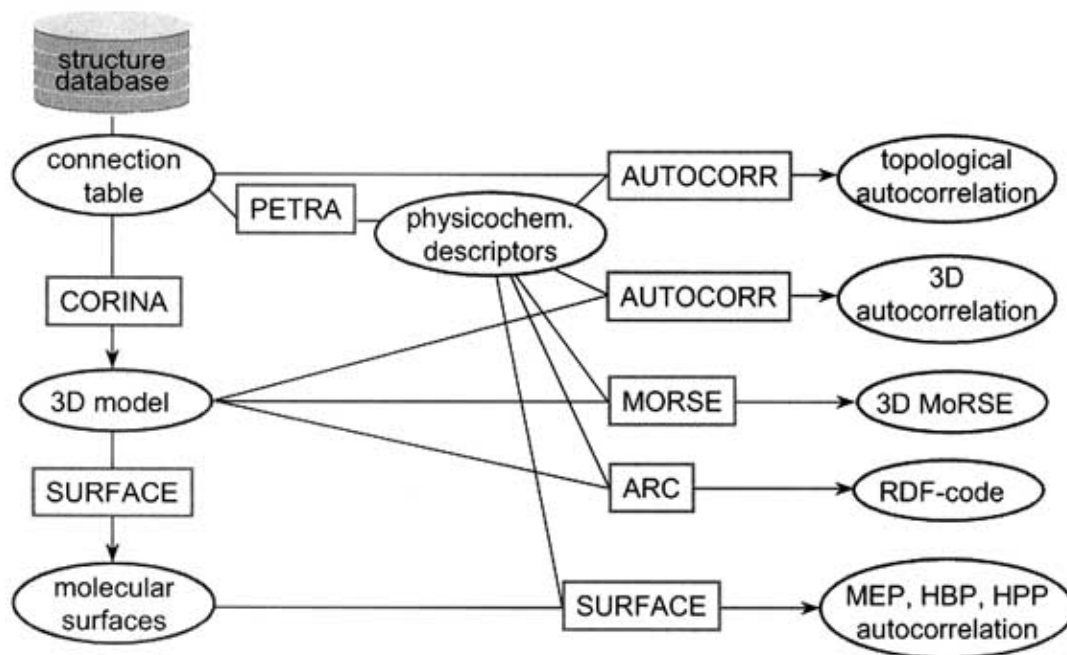 structure
database
connection
table
PETRA
physicochem.
descriptors
AUTOCORR
topological
autocorrelation
CORINA
AUTOCORR
3D
autocorrelation
3D model
MORSE
3D MoRSE
SURFACE
ARC
RDF-code
molecular
surfaces
SURFACE
MEP, HBP, HPP
autocorrelation